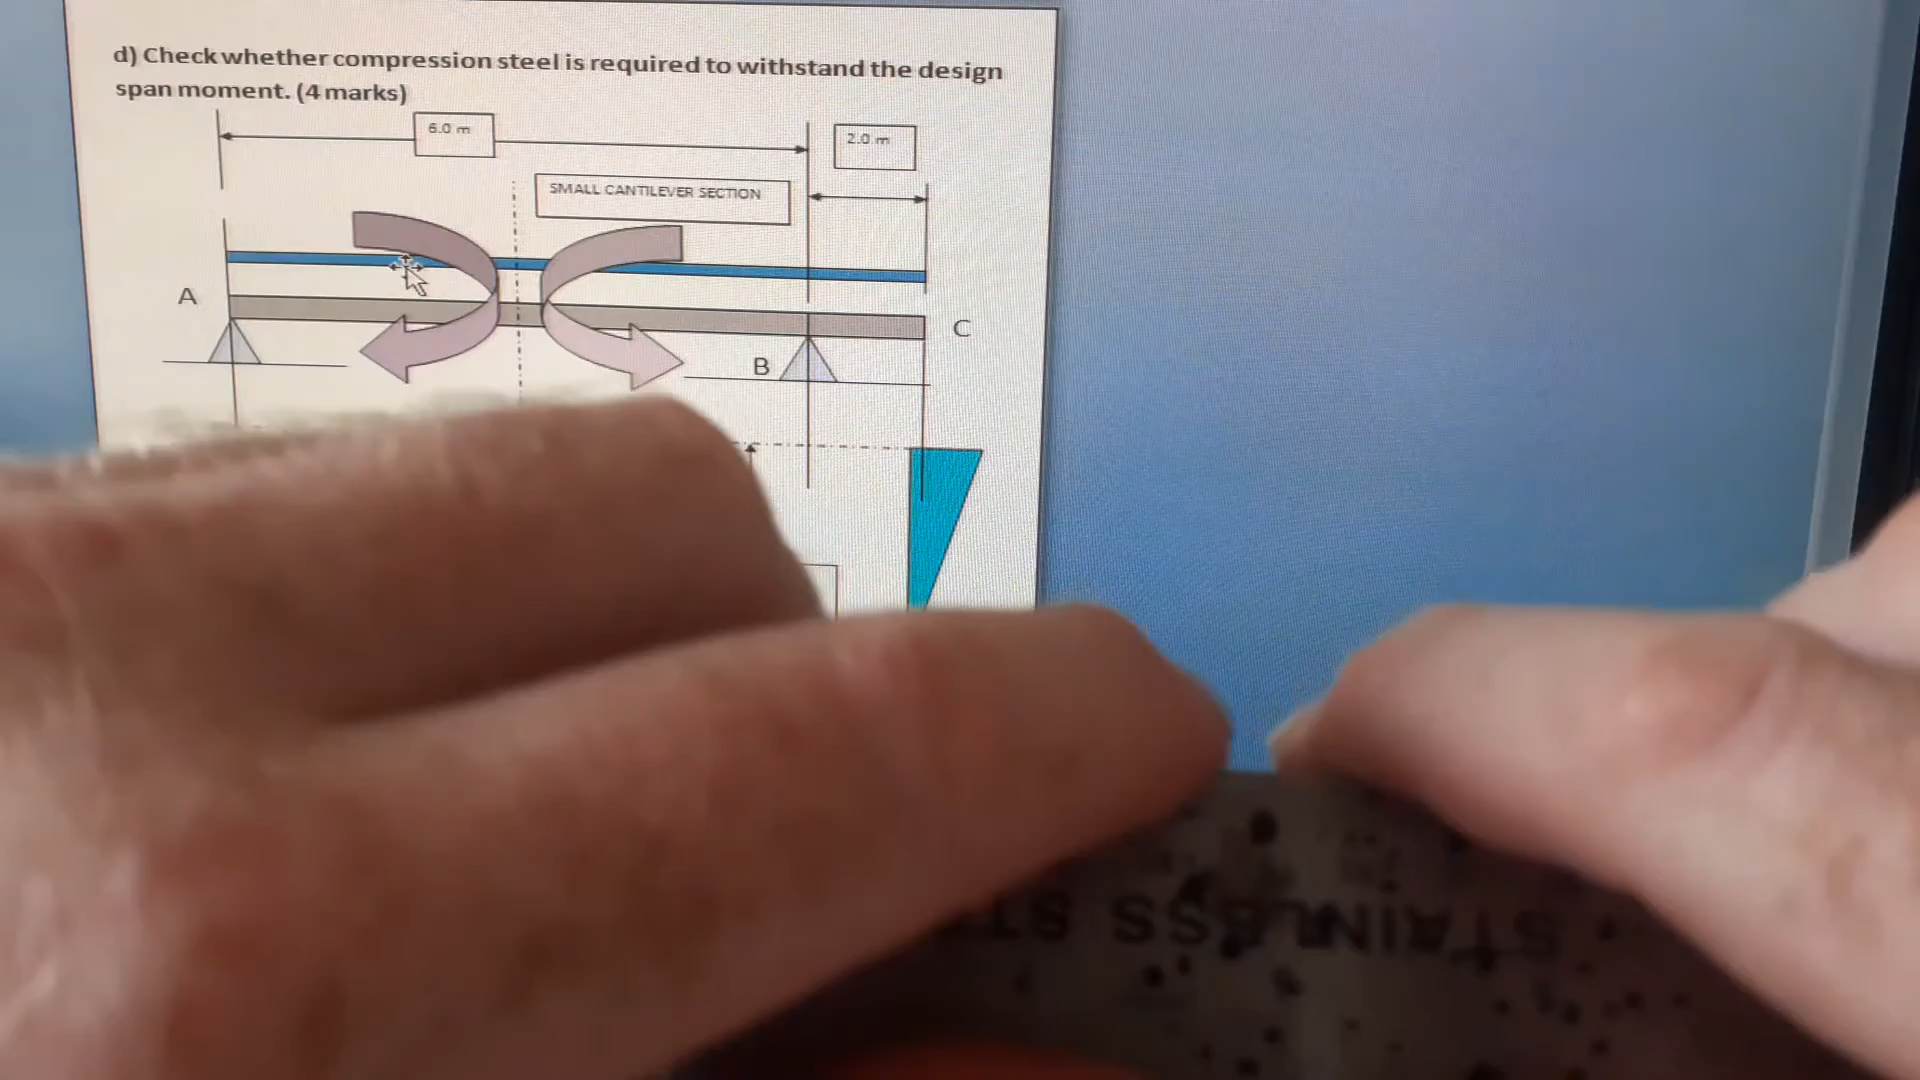 d) Check whether compression steel is required to withstand the design
span moment. (4 marks)
6.0 m
2.0 m
SMALL CANTILEVER SECTION
A
C
B